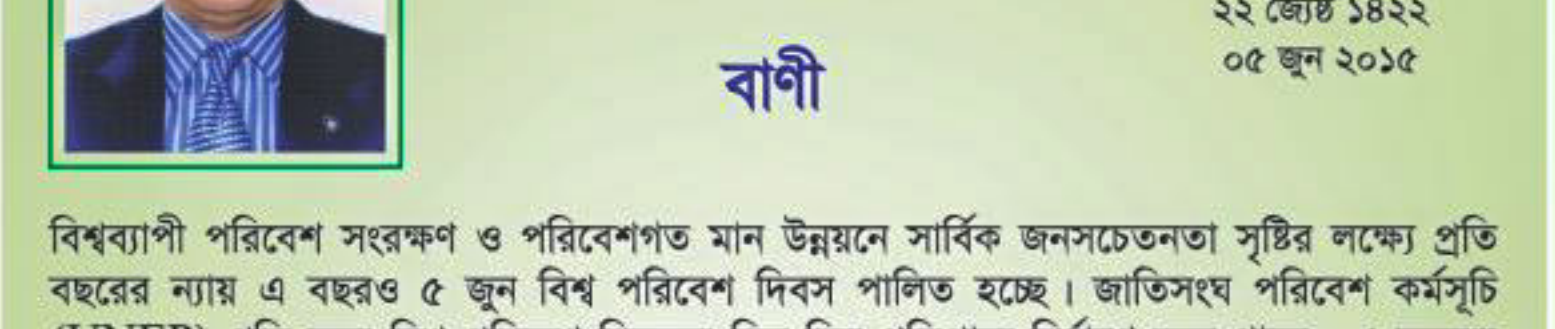 ২২ জ্যৈষ্ঠ ১৪২২
০৫ জুন ২০১৫
বাণী
বিশ্বব্যাপী পরিবেশ সংরক্ষণ ও পরিবেশগত মান উন্নয়নে সার্বিক জনসচেতনতা সৃষ্টির লক্ষ্যে প্রতি
বছরের ন্যায় এ বছরও ৫ জুন বিশ্ব পরিবেশ দিবস পালিত হচ্ছে। জাতিসংঘ পরিবেশ কর্মসূচি